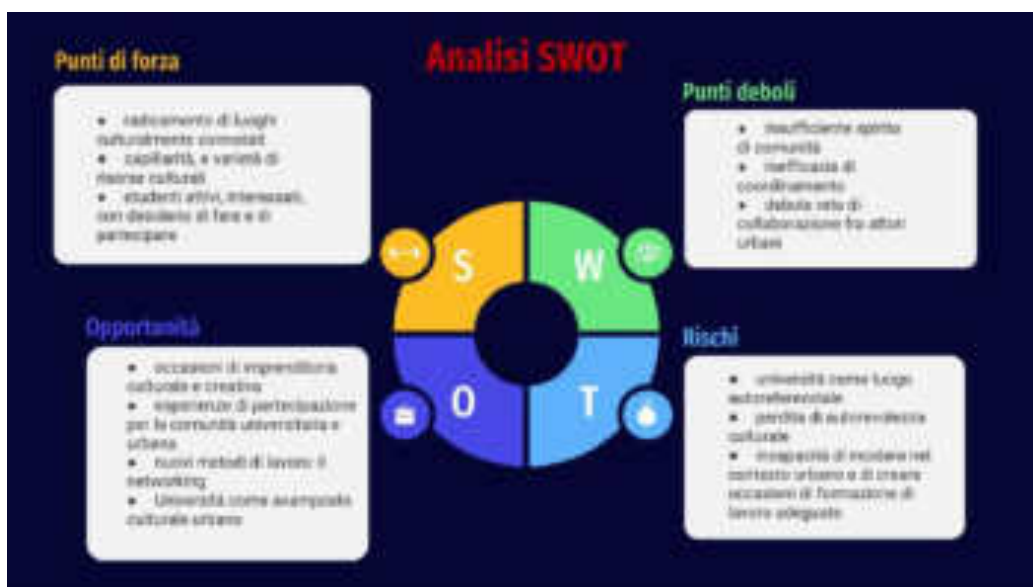 Analisi SWOT
Punti di forza
● radicamento di luoghi
culturalmente connotati
● capillarità, e varietà di
risorse culturali
● studenti attivi, interessati,
con desiderio di fare e di
partecipare
Punti deboli
● insufficiente spirito
di comunità
● inefficacia di
coordinamento
● debole rete di
collaborazione fra attori
urbani
S
W
O
T
Opportunità
● occasioni di imprenditoria
culturale e creativa
● esperienze di partecipazione
per la comunità universitaria e
urbana
● nuovi metodi di lavoro: il
networking
● Università come avamposto
culturale urbano
Rischi
● università come luogo
autoreferenziale
● perdita di autorevolezza
culturale
● incapacità di incidere nel
contesto urbano e di creare
occasioni di formazione di
lavoro adeguate